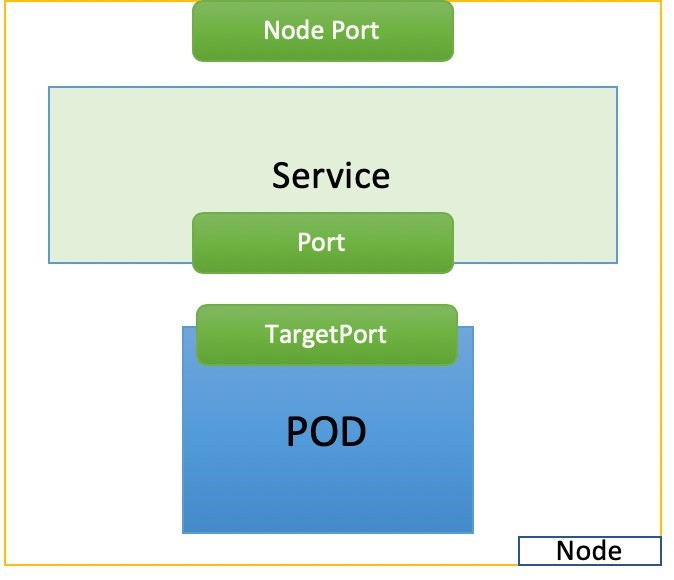 Node Port
Service
Port
TargetPort
POD
Node